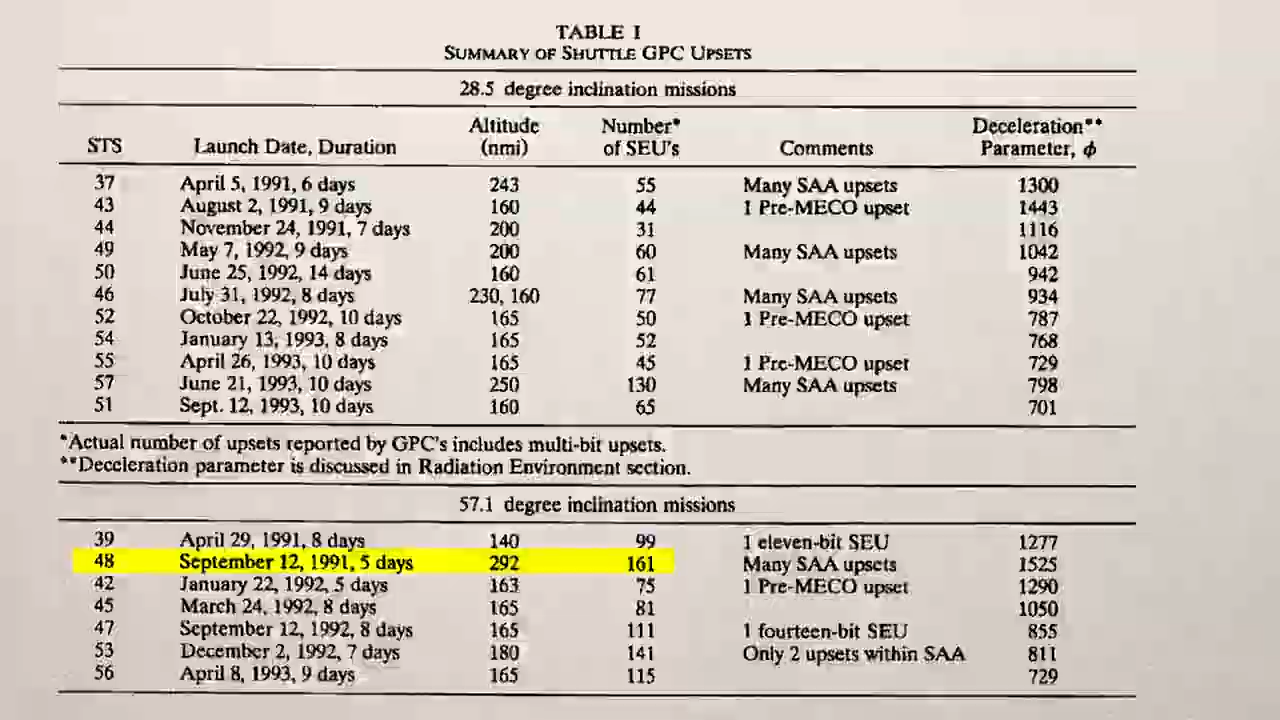 TABLE I
SUMMARY OF SHUTTLE GPC UPSETS
28.5 degree inclination missions
STS Launch Date, Duration Altitude (nmi) Number* of SEU's Comments Deceleration** Parameter, ϕ
37 April 5, 1991, 6 days 243 55 Many SAA upsets 1300
43 August 2, 1991, 9 days 160 44 1 Pre-MECO upset 1443
44 November 24, 1991, 7 days 200 31 1116
49 May 7, 1992, 9 days 200 60 Many SAA upsets 1042
50 June 25, 1992, 14 days 160 61 942
46 July 31, 1992, 8 days 230, 160 77 Many SAA upsets 934
52 October 22, 1992, 10 days 165 50 1 Pre-MECO upset 787
54 January 13, 1993, 8 days 165 52 768
55 April 26, 1993, 10 days 165 45 1 Pre-MECO upset 729
57 June 21, 1993, 10 days 250 130 Many SAA upsets 798
51 Sept. 12, 1993, 10 days 160 65 701
*Actual number of upsets reported by GPC's includes multi-bit upsets.
**Deceleration parameter is discussed in Radiation Environment section.
57.1 degree inclination missions
39 April 29, 1991, 8 days 140 99 1 eleven-bit SEU 1277
48 September 12, 1991, 5 days 292 161 Many SAA upsets 1525
42 January 22, 1992, 5 days 163 75 1 Pre-MECO upset 1290
45 March 24, 1992, 8 days 165 81 1050
47 September 12, 1992, 8 days 165 111 1 fourteen-bit SEU 855
53 December 2, 1992, 7 days 180 141 Only 2 upsets within SAA 811
56 April 8, 1993, 9 days 165 115 729